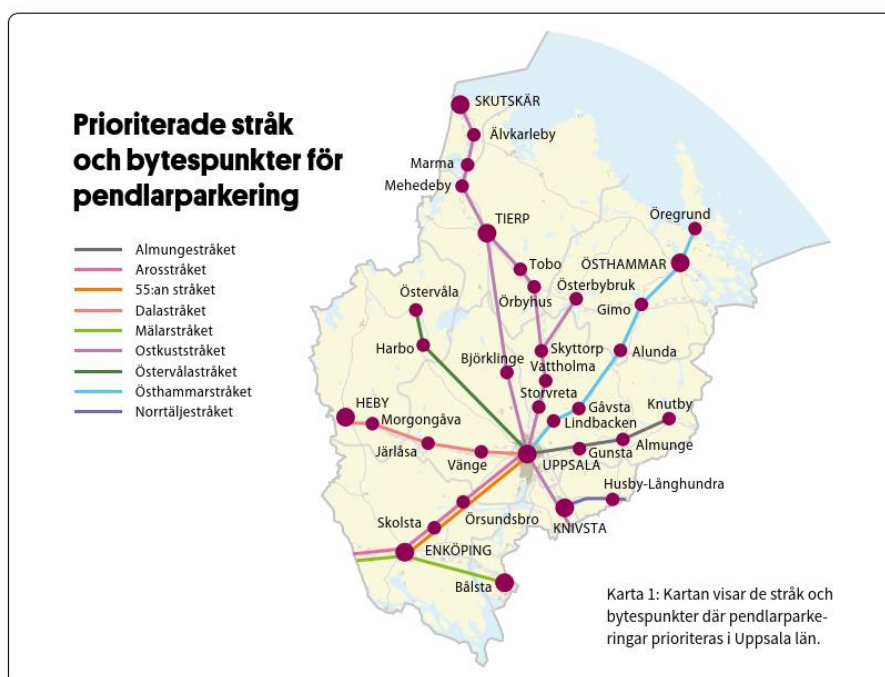 Prioriterade stråk
och bytespunkter för
pendlarparkering
Almungestråket
Arosstråket
55:an stråket
Dalastråket
Mälarstråket
Ostkuststråket
Östervålastråket
Östhammarstråket
Norrtäljestråket
SKUTSKÄR
Älvkarleby
Marma
Mehedeby
TIERP
Öregrund
Tobo
ÖSTHAMMAR
Österbybruk
Östervåla
Örbyhus
Gimo
Harbo
Björklinge
Skyttorp
Alunda
Vattholma
Storvreta
HEBY
Gåvsta
Knutby
Morgongåva
Lindbacken
Järlåsa
Almunge
Gunsta
Vänge
UPPSALA
Husby-Långhundra
Skolsta
Örsundsbro
KNIVSTA
ENKÖPING
Bålsta
Karta 1: Kartan visar de stråk och
bytespunkter där pendlarparke-
ringar prioriteras i Uppsala län.